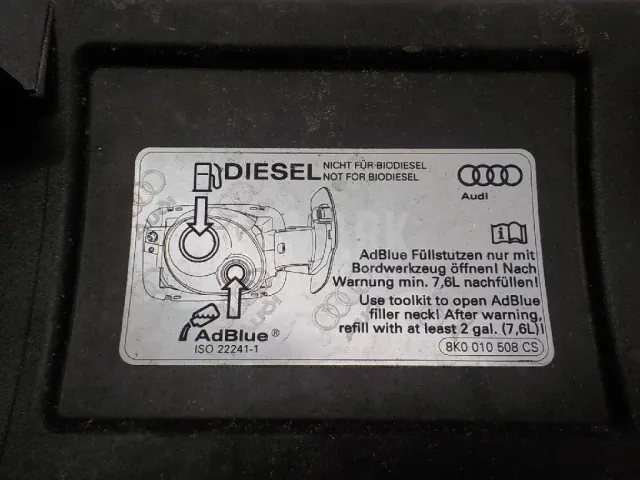 DIESEL
NICHT FÜR BIODIESEL
NOT FOR BIODIESEL
Audi
AdBlue Füllstutzen nur mit
Bordwerkzeug öffnen! Nach
Warnung min. 7,6L nachfüllen!
Use toolkit to open AdBlue
filler neck! After warning,
refill with at least 2 gal. (7,6L)!
AdBlue®
ISO 22241-1
8K0 010 508 CS